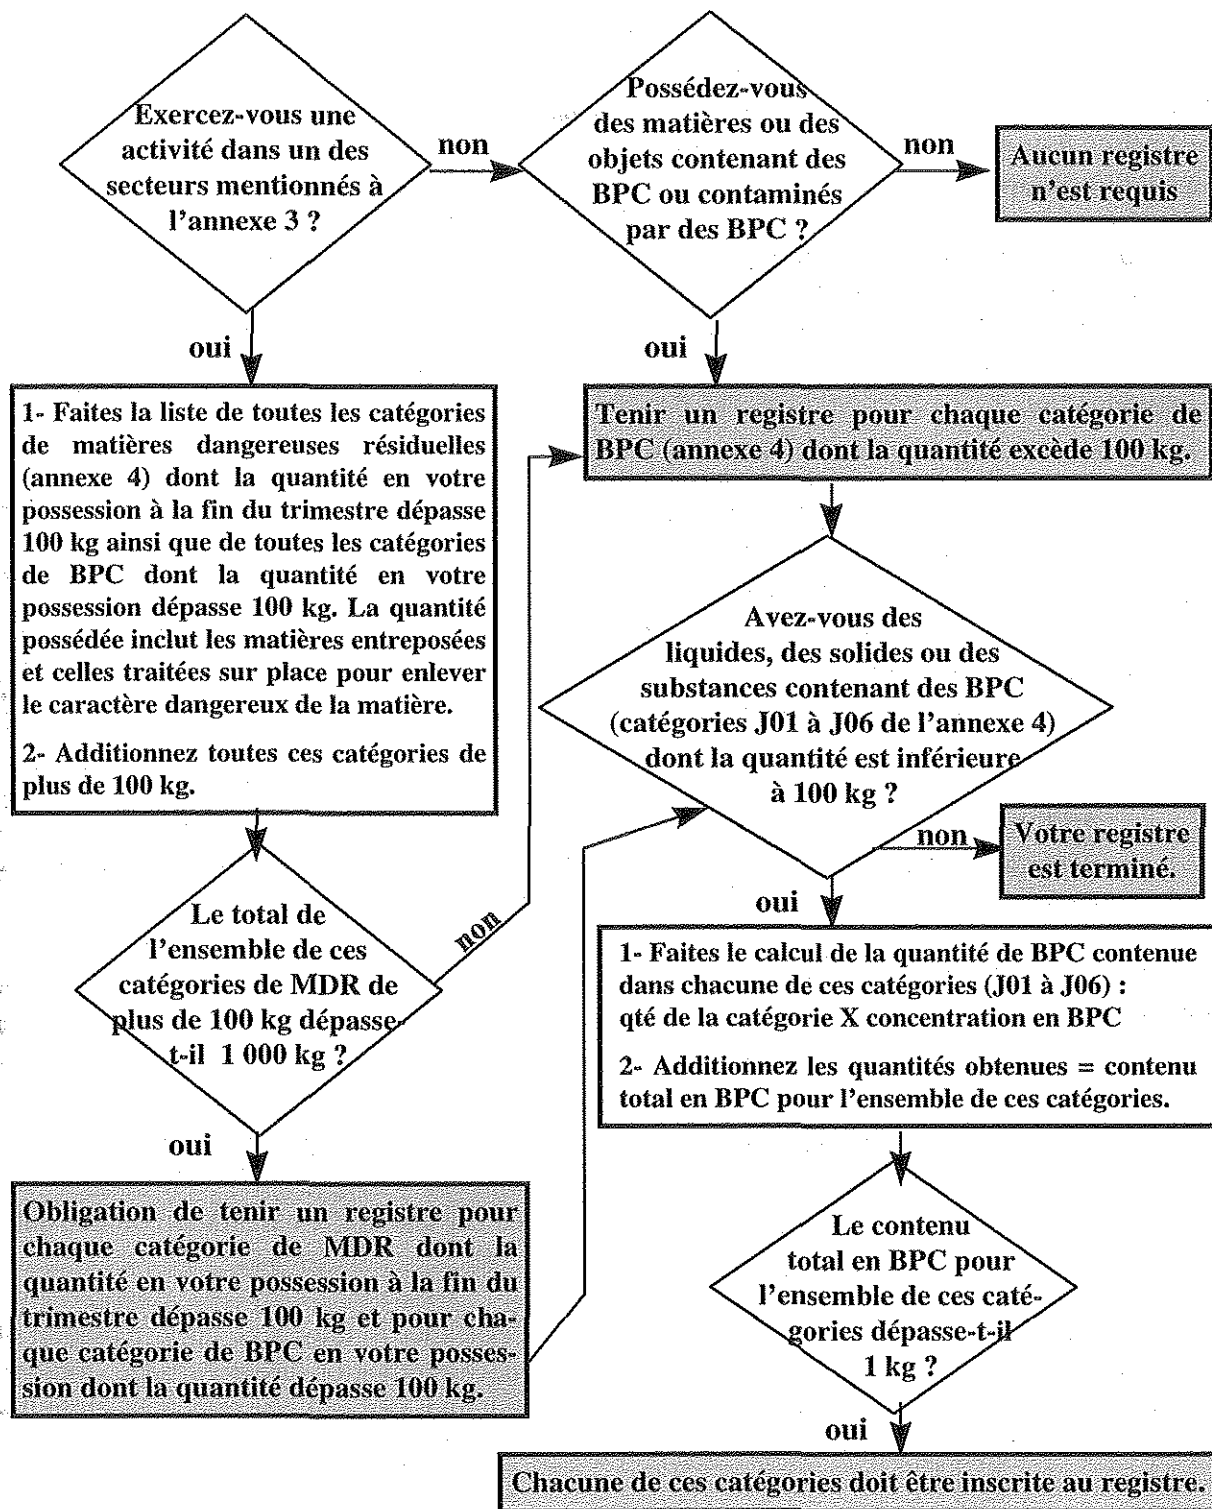 Exercez-vous une
activité dans un des
secteurs mentionnés à
l'annexe 3 ?
non
Possédez-vous
des matières ou des
objets contenant des
BPC ou contaminés
par des BPC ?
non
Aucun registre
n'est requis
oui
oui
1- Faites la liste de toutes les catégories
de matières dangereuses résiduelles
(annexe 4) dont la quantité en votre
possession à la fin du trimestre dépasse
100 kg ainsi que de toutes les catégories
de BPC dont la quantité en votre
possession dépasse 100 kg. La quantité
possédée inclut les matières entreposées
et celles traitées sur place pour enlever
le caractère dangereux de la matière.
2- Additionnez toutes ces catégories de
plus de 100 kg.
Tenir un registre pour chaque catégorie de
BPC (annexe 4) dont la quantité excède 100 kg.
Avez-vous des
liquides, des solides ou des
substances contenant des BPC
(catégories J01 à J06 de l'annexe 4)
dont la quantité est inférieure
à 100 kg ?
non
Votre registre
est terminé.
oui
Le total de
l'ensemble de ces
catégories de MDR de
plus de 100 kg dépasse-
t-il 1 000 kg ?
non
1- Faites le calcul de la quantité de BPC contenue
dans chacune de ces catégories (J01 à J06) :
qté de la catégorie X concentration en BPC
2- Additionnez les quantités obtenues = contenu
total en BPC pour l'ensemble de ces catégories.
oui
Obligation de tenir un registre pour
chaque catégorie de MDR dont la
quantité en votre possession à la fin du
trimestre dépasse 100 kg et pour cha-
que catégorie de BPC en votre posses-
sion dont la quantité dépasse 100 kg.
Le contenu
total en BPC pour
l'ensemble de ces caté-
gories dépasse-t-il
1 kg ?
oui
Chacune de ces catégories doit être inscrite au registre.